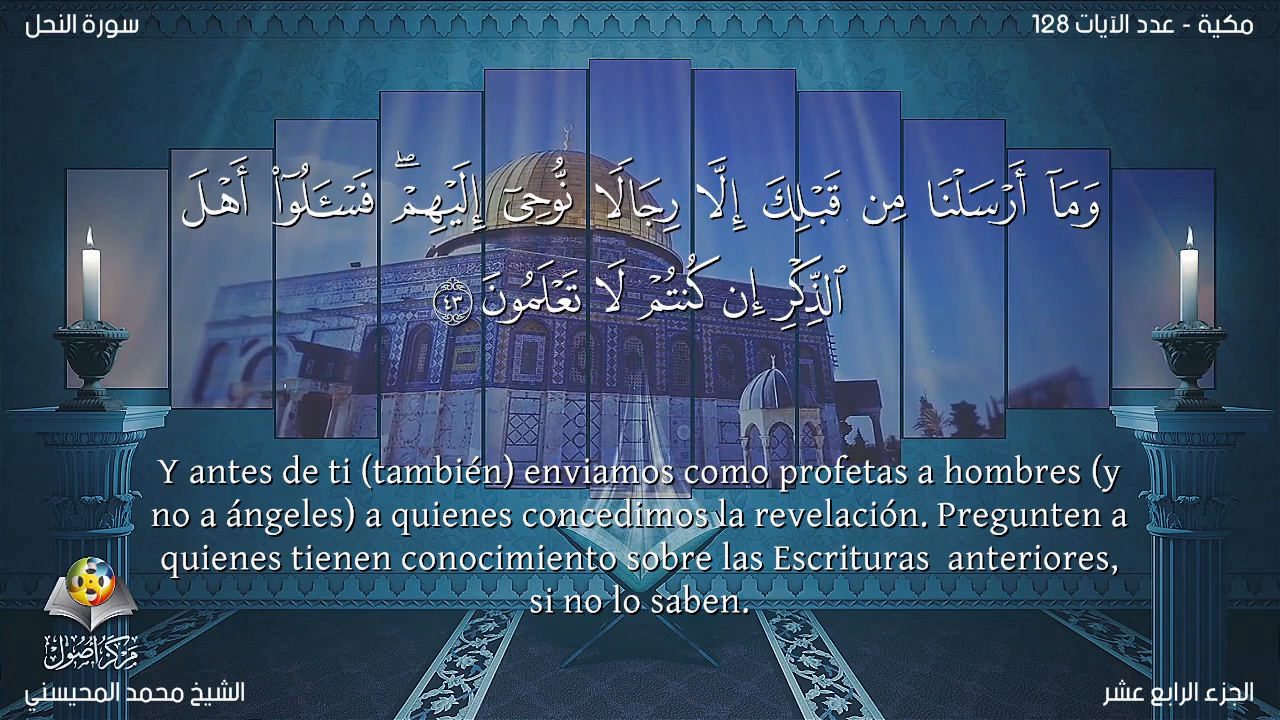 سورة النحل
مكية - عدد الآيات 128
وَمَآ أَرْسَلْنَا مِن قَبْلِكَ إِلَّا رِجَالًا نُّوحِىٓ إِلَيْهِمْ ۖ فَسْـَٔلُوٓا۟ أَهْلَ
ٱلذِّكْرِ إِن كُنتُمْ لَا تَعْلَمُونَ ٤٣
Y antes de ti (también) enviamos como profetas a hombres (y
no a ángeles) a quienes concedimos la revelación. Pregunten a
quienes tienen conocimiento sobre las Escrituras anteriores,
si no lo saben.
مركز أصول
الشيخ محمد المحيسني
الجزء الرابع عشر